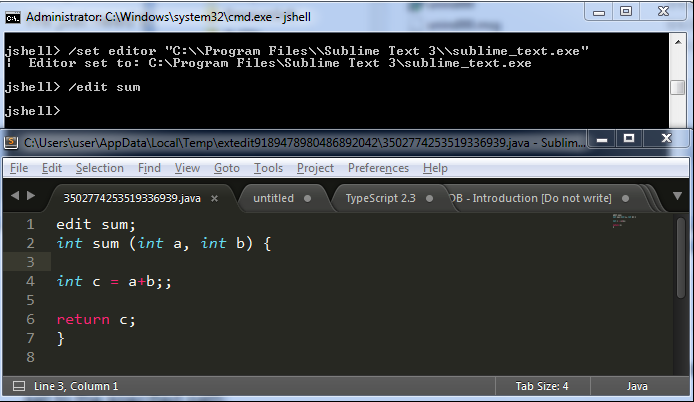 Administrator: C:\Windows\system32\cmd.exe - jshell
jshell> /set editor "C:\\Program Files\\Sublime Text 3\\sublime_text.exe"
|  Editor set to: C:\Program Files\Sublime Text 3\sublime_text.exe
jshell> /edit sum
jshell>
C:\Users\user\AppData\Local\Temp\extedit9189478980486892042\3502774253519336939.java - Sublim...
File Edit Selection Find View Goto Tools Project Preferences Help
3502774253519336939.java × untitled TypeScript 2.3 DB - Introduction [Do not write]
1 edit sum;
2 int sum (int a, int b) {
3
4 int c = a+b;;
5
6 return c;
7 }
8
Line 3, Column 1 Tab Size: 4 Java